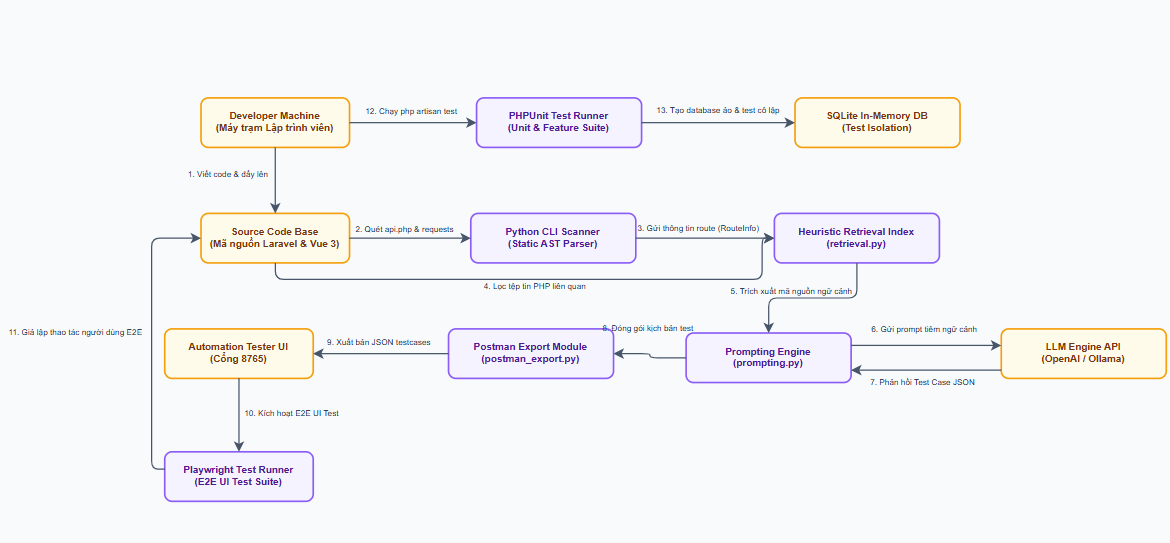 Developer Machine
(Máy trạm Lập trình viên)
12. Chạy php artisan test
PHPUnit Test Runner
(Unit & Feature Suite)
13. Tạo database ảo & test cô lập
SQLite In-Memory DB
(Test Isolation)
1. Viết code & đẩy lên
Source Code Base
(Mã nguồn Laravel & Vue 3)
2. Quét api.php & requests
Python CLI Scanner
(Static AST Parser)
3. Gửi thông tin route (RouteInfo)
Heuristic Retrieval Index
(retrieval.py)
4. Lọc tệp tin PHP liên quan
5. Trích xuất mã nguồn ngữ cảnh
11. Giả lập thao tác người dùng E2E
Automation Tester UI
(Cổng 8765)
9. Xuất bản JSON testcases
Postman Export Module
(postman_export.py)
8. Đóng gói kịch bản test
Prompting Engine
(prompting.py)
6. Gửi prompt tiêm ngữ cảnh
7. Phản hồi Test Case JSON
LLM Engine API
(OpenAI / Ollama)
10. Kích hoạt E2E UI Test
Playwright Test Runner
(E2E UI Test Suite)